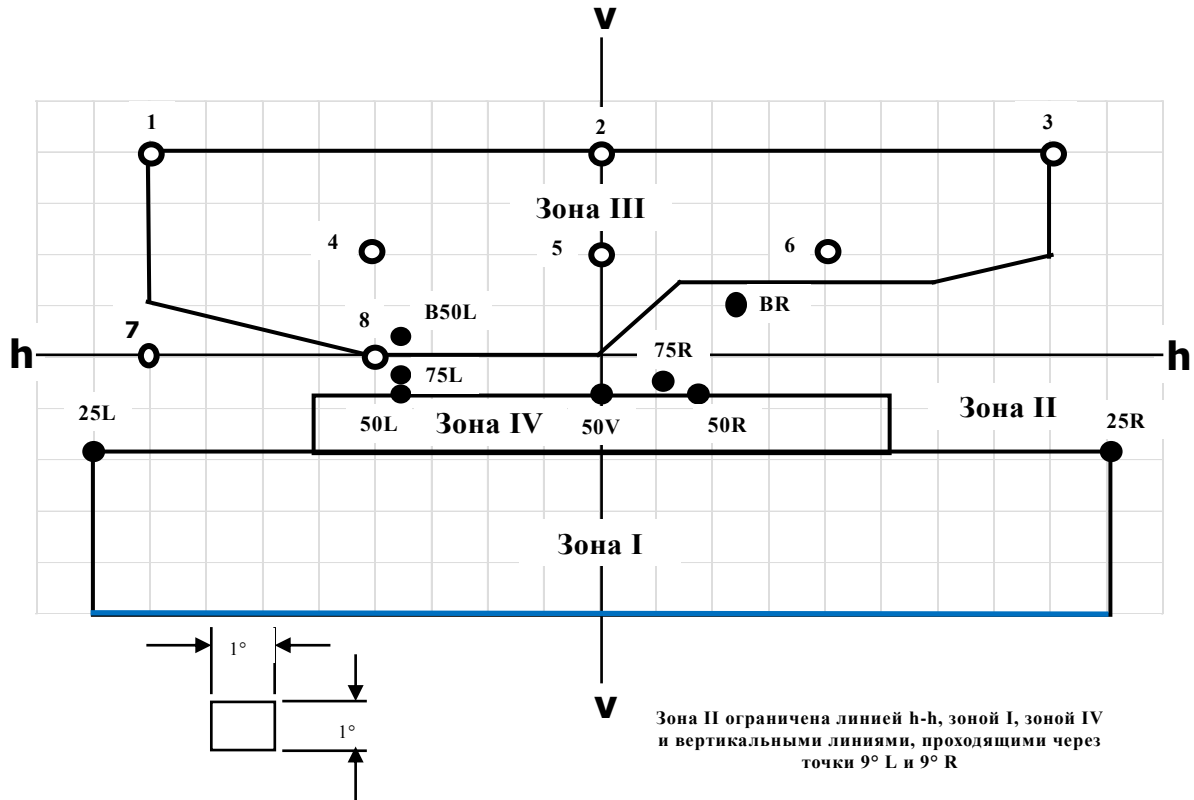 v
1
2
3
Зона III
4
5
6
B50L
BR
7
8
h
h
75R
75L
25L
50L
Зона IV
50V
50R
Зона II
25R
Зона I
1°
1°
v
Зона II ограничена линией h-h, зоной I, зоной IV
и вертикальными линиями, проходящими через
точки 9° L и 9° R